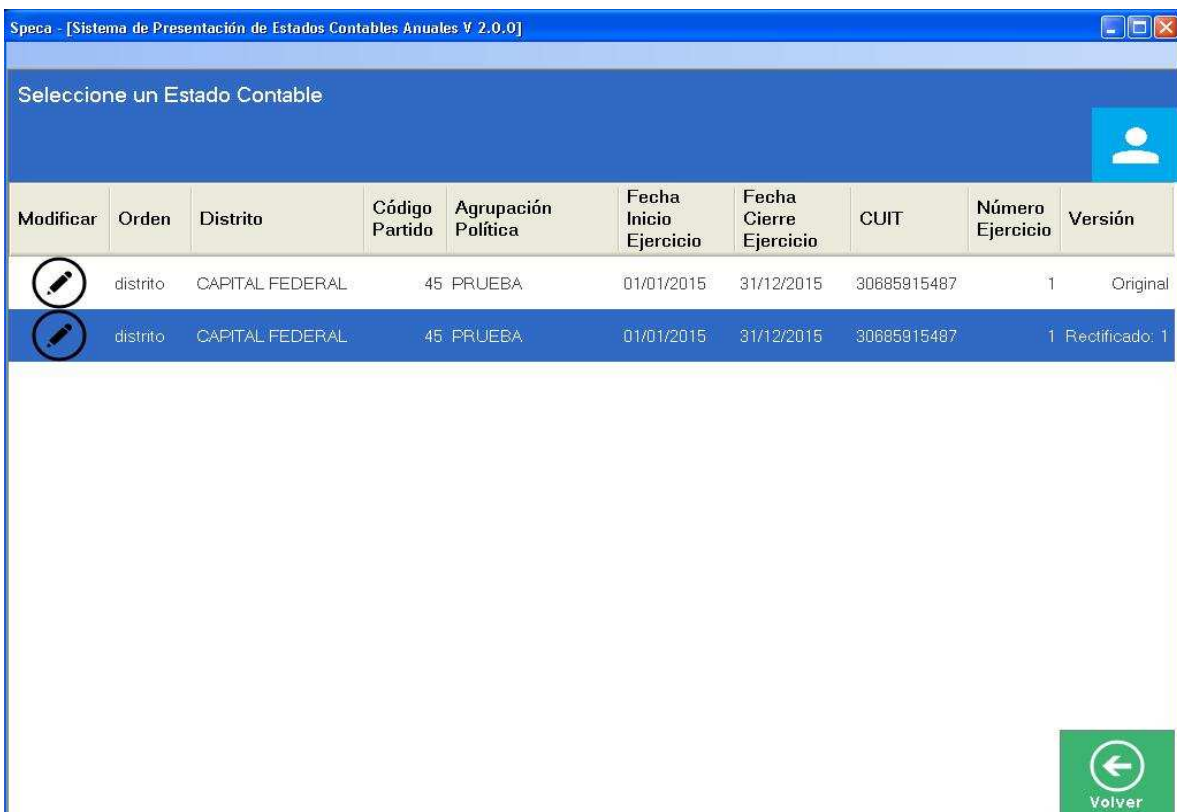 Speca - [Sistema de Presentación de Estados Contables Anuales V 2.0.0]
Seleccione un Estado Contable
Modificar Orden Distrito Código Partido Agrupación Política Fecha Inicio Ejercicio Fecha Cierre Ejercicio CUIT Número Ejercicio Versión
distrito CAPITAL FEDERAL 45 PRUEBA 01/01/2015 31/12/2015 30685915487 1 Original
distrito CAPITAL FEDERAL 45 PRUEBA 01/01/2015 31/12/2015 30685915487 1 Rectificado: 1
Volver